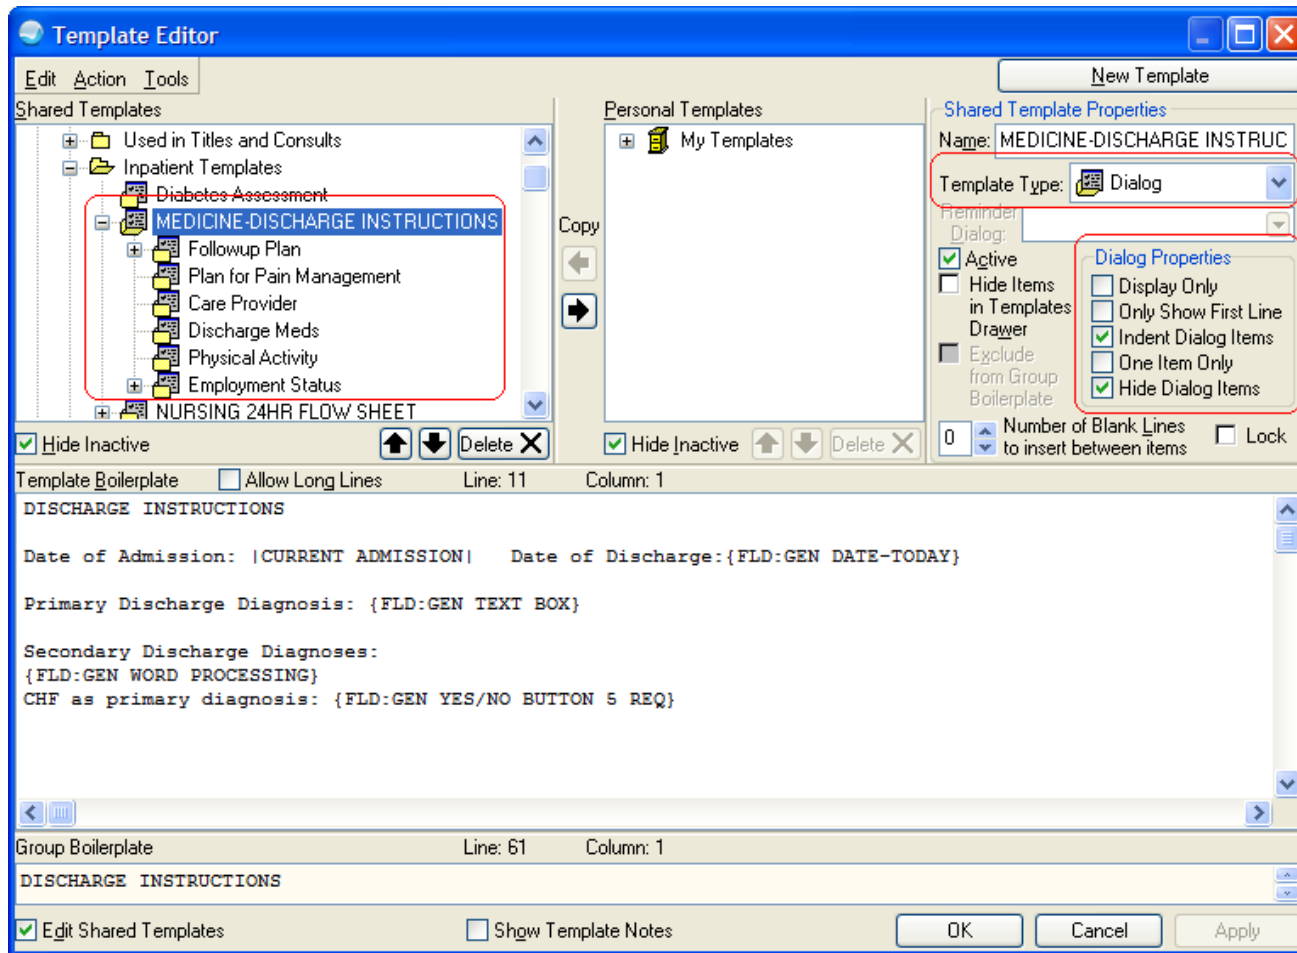 Template Editor
Edit Action Tools
New Template
Shared Templates
Used in Titles and Consults
Inpatient Templates
Diabetes Assessment
MEDICINE-DISCHARGE INSTRUCTIONS
Followup Plan
Plan for Pain Management
Care Provider
Discharge Meds
Physical Activity
Employment Status
NURSING 24HR FLOW SHEET
Hide Inactive
Delete
Copy
Personal Templates
My Templates
Hide Inactive
Delete
Shared Template Properties
Name: MEDICINE-DISCHARGE INSTRUC
Template Type: Dialog
Reminder
Dialog:
Active
Hide Items
in Templates
Drawer
Exclude
from Group
Boilerplate
Dialog Properties
Display Only
Only Show First Line
Indent Dialog Items
One Item Only
Hide Dialog Items
0 Number of Blank Lines
to insert between items
Lock
Template Boilerplate Allow Long Lines Line: 11 Column: 1
DISCHARGE INSTRUCTIONS
Date of Admission: |CURRENT ADMISSION| Date of Discharge:{FLD:GEN DATE-TODAY}
Primary Discharge Diagnosis: {FLD:GEN TEXT BOX}
Secondary Discharge Diagnoses:
{FLD:GEN WORD PROCESSING}
CHF as primary diagnosis: {FLD:GEN YES/NO BUTTON 5 REQ}
Group Boilerplate Line: 61 Column: 1
DISCHARGE INSTRUCTIONS
Edit Shared Templates Show Template Notes OK Cancel Apply